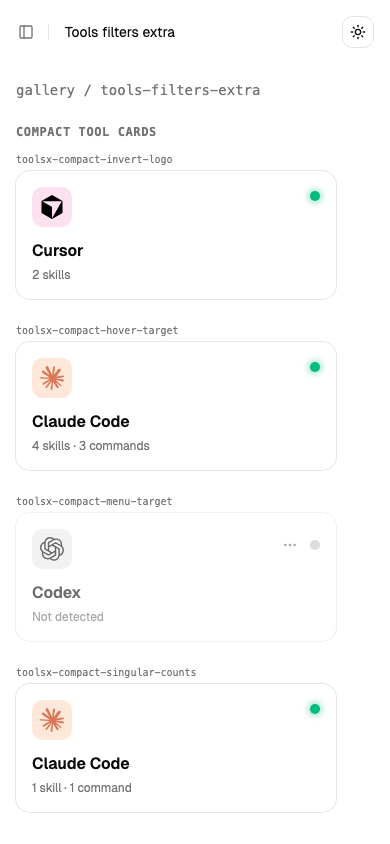 Tools filters extra
gallery / tools-filters-extra
COMPACT TOOL CARDS
toolsx-compact-invert-logo
Cursor
2 skills
toolsx-compact-hover-target
Claude Code
4 skills · 3 commands
toolsx-compact-menu-target
Codex
Not detected
toolsx-compact-singular-counts
Claude Code
1 skill · 1 command